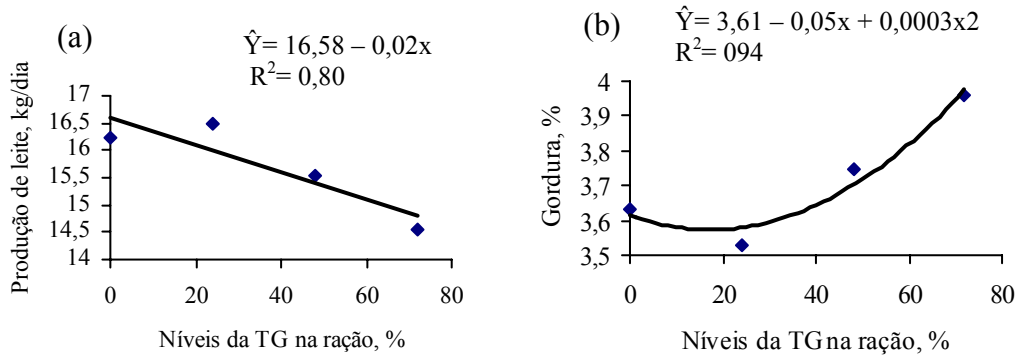 (a)
Ŷ= 16,58 – 0,02x
R²= 0,80
Produção de leite, kg/dia
17
16,5
16
15,5
15
14,5
14
0 20 40 60 80
Níveis da TG na ração, %
(b)
Ŷ= 3,61 – 0,05x + 0,0003x2
R²= 094
Gordura, %
4
3,9
3,8
3,7
3,6
3,5
0 20 40 60 80
Níveis da TG na ração, %